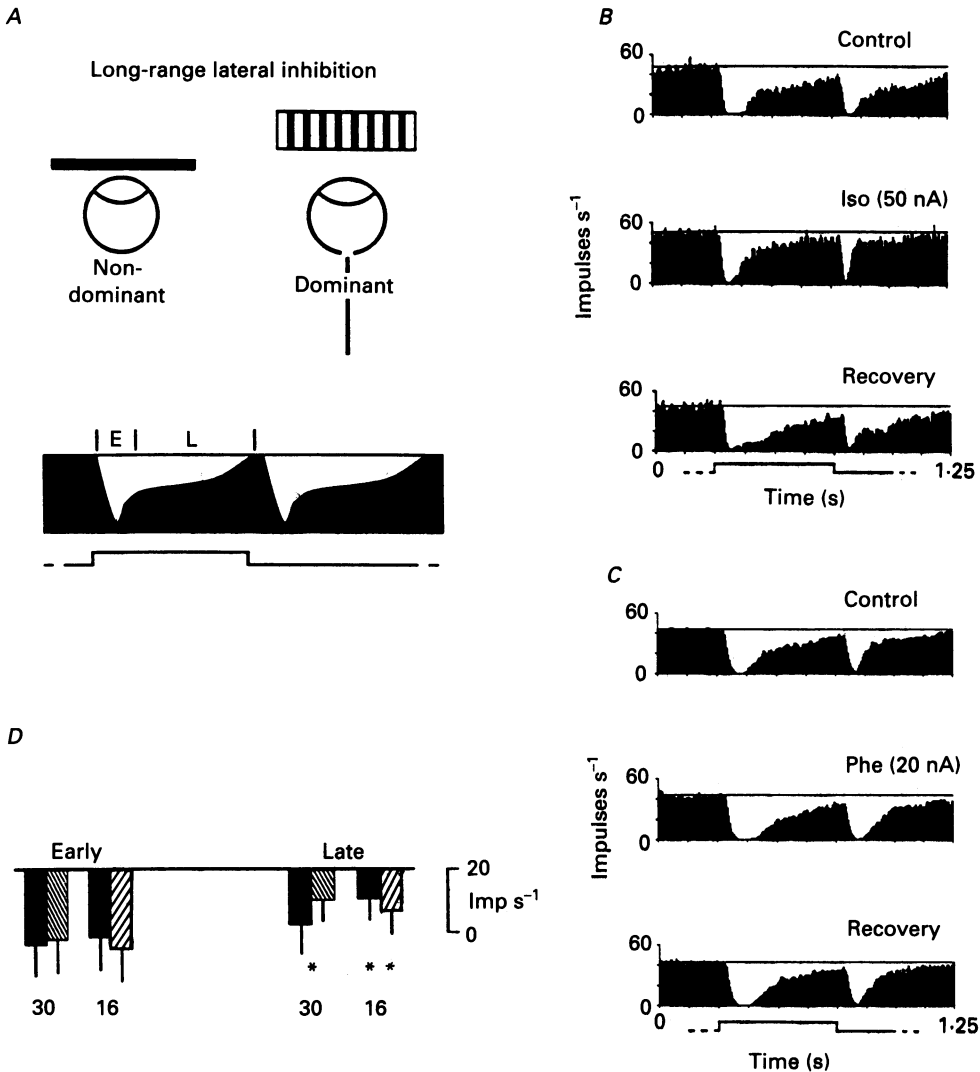 A
Long-range lateral inhibition
Non-
dominant
Dominant
E
L
B
Control
60
0
Iso (50 nA)
60
0
Impulses s⁻¹
Recovery
60
0
0
1·25
Time (s)
C
Control
60
0
Phe (20 nA)
60
0
Impulses s⁻¹
Recovery
60
0
0
1·25
Time (s)
D
Early
Late
20
Imp s⁻¹
0
*
* *
30
16
30
16